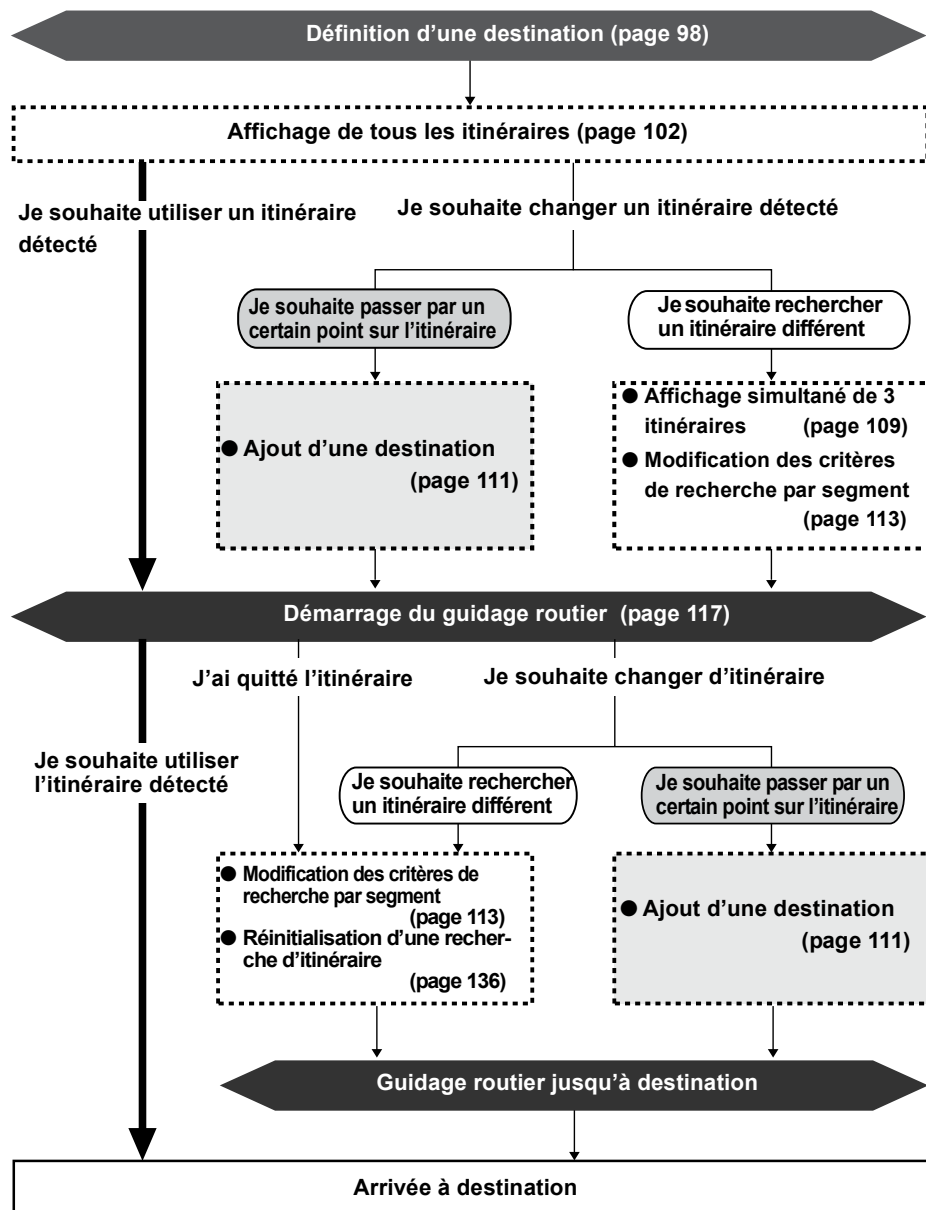 Définition d’une destination (page 98)
Affichage de tous les itinéraires (page 102)
Je souhaite utiliser un itinéraire
détecté
Je souhaite changer un itinéraire détecté
Je souhaite passer par un
certain point sur l’itinéraire
Je souhaite rechercher
un itinéraire différent
● Ajout d’une destination
(page 111)
● Affichage simultané de 3
itinéraires (page 109)
● Modification des critères
de recherche par segment
(page 113)
Démarrage du guidage routier (page 117)
J’ai quitté l’itinéraire
Je souhaite changer d’itinéraire
Je souhaite utiliser
l’itinéraire détecté
Je souhaite rechercher
un itinéraire différent
Je souhaite passer par un
certain point sur l’itinéraire
● Modification des critères de
recherche par segment
(page 113)
● Réinitialisation d’une recher-
che d’itinéraire
(page 136)
● Ajout d’une destination
(page 111)
Guidage routier jusqu’à destination
Arrivée à destination